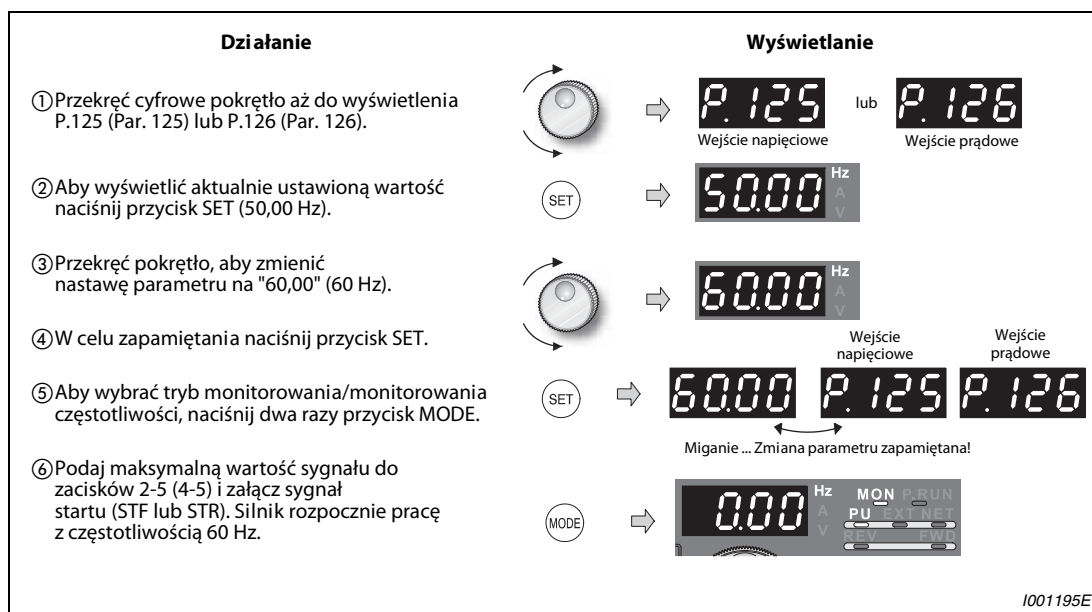 Działanie
Wyświetlanie
①Przekręć cyfrowe pokrętło aż do wyświetlenia
P.125 (Par. 125) lub P.126 (Par. 126).
P. 125
lub
P. 126
Wejście napięciowe
Wejście prądowe
②Aby wyświetlić aktualnie ustawioną wartość
naciśnij przycisk SET (50,00 Hz).
SET
50.00
Hz
A
V
③Przekręć pokrętło, aby zmienić
nastawę parametru na "60,00" (60 Hz).
60.00
Hz
A
V
④W celu zapamiętania naciśnij przycisk SET.
Wejście
napięciowe
Wejście
prądowe
⑤Aby wybrać tryb monitorowania/monitorowania
częstotliwości, naciśnij dwa razy przycisk MODE.
SET
60.00
P. 125
P. 126
Miganie ... Zmiana parametru zapamiętana!
⑥Podaj maksymalną wartość sygnału do
zacisków 2-5 (4-5) i załącz sygnał
startu (STF lub STR). Silnik rozpocznie pracę
z częstotliwością 60 Hz.
MODE
0.00
Hz
A
V
MON P.RUN
PU EXT NET
REV FWD
I001195E